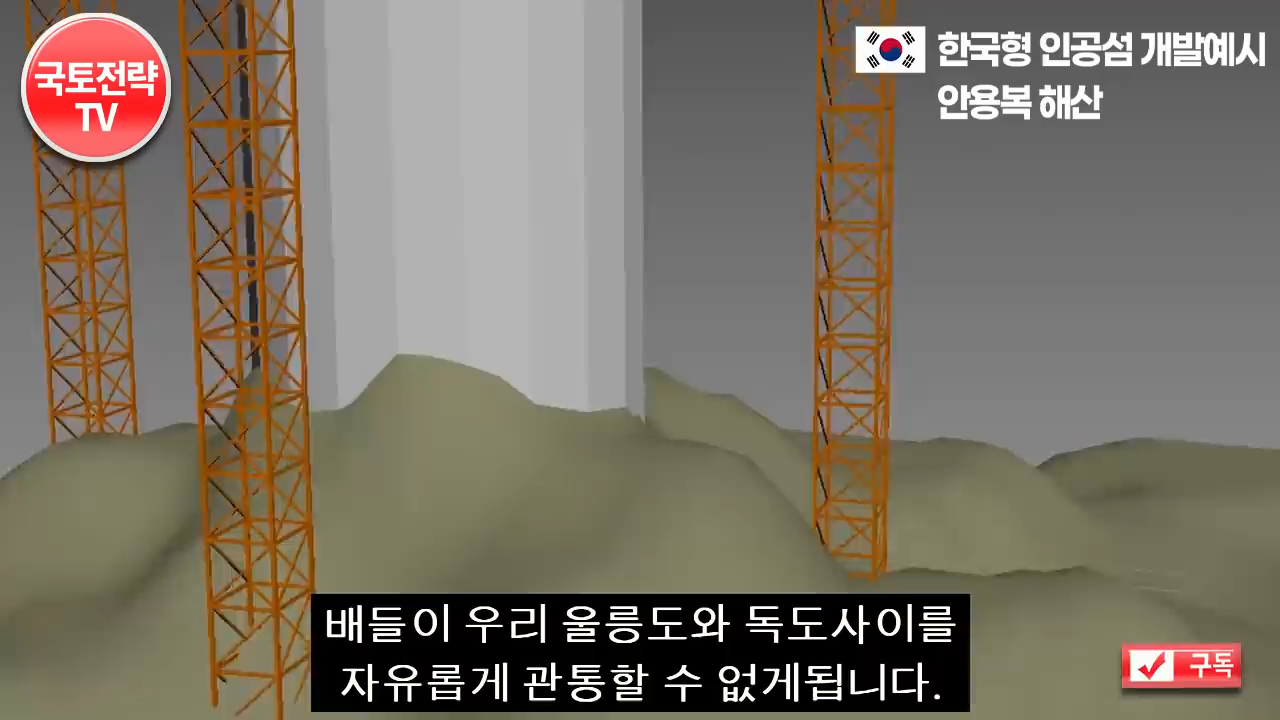 국토전략
TV
한국형 인공섬 개발예시
안용복 해산
배들이 우리 울릉도와 독도사이를
자유롭게 관통할 수 없게됩니다.
구독